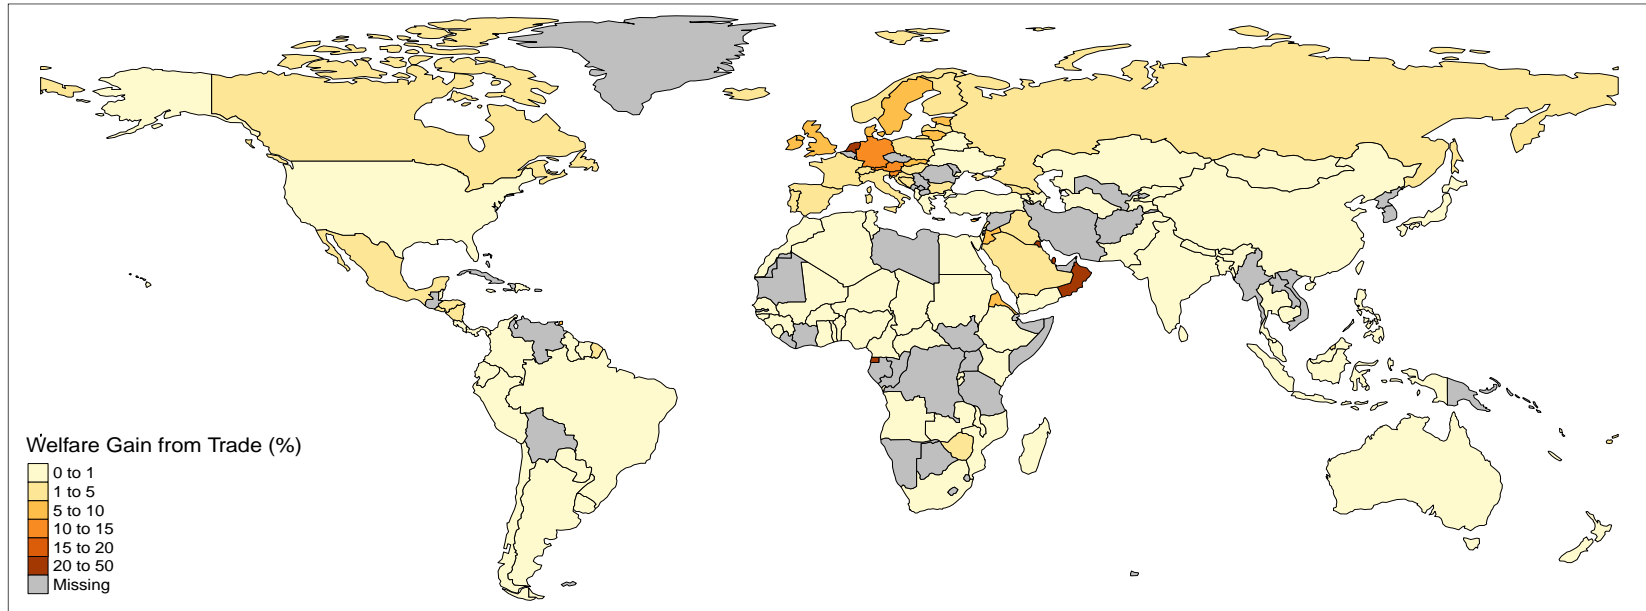 Welfare Gain from Trade (%)
0 to 1
1 to 5
5 to 10
10 to 15
15 to 20
20 to 50
Missing